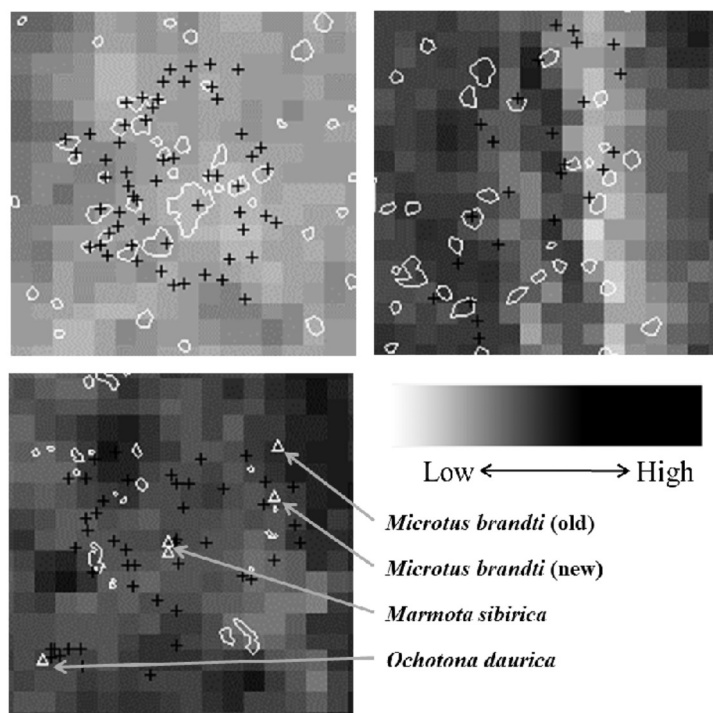 Low High
Microtus brandti (old)
Microtus brandti (new)
Marmota sibirica
Ochotona daurica